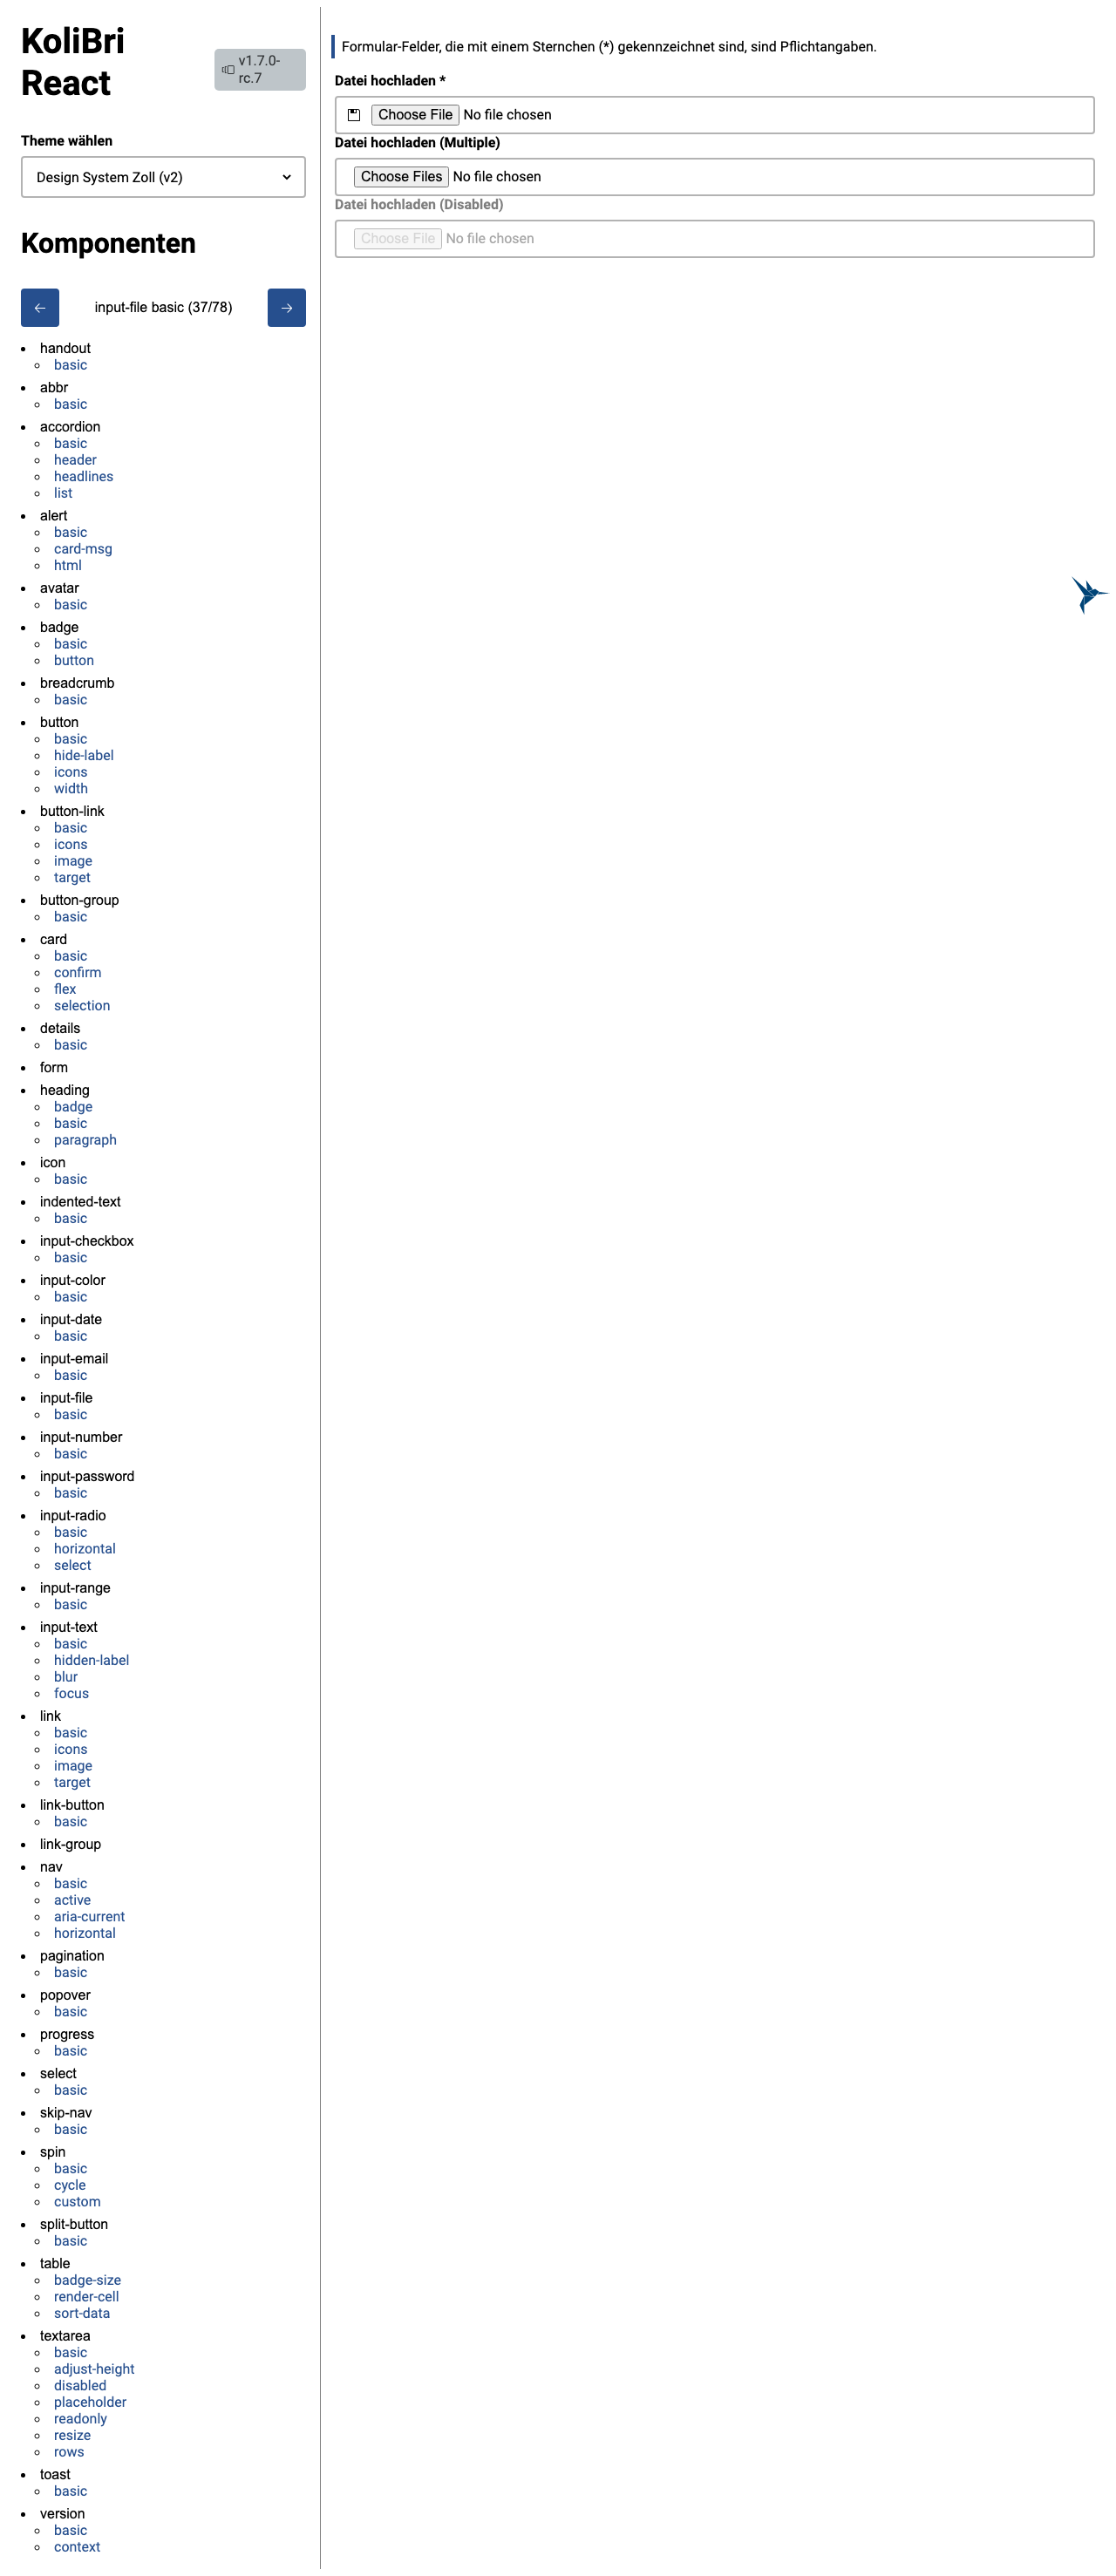 KoliBri
React
v1.7.0-
rc.7
Theme wählen
Design System Zoll (v2)
Komponenten
input-file basic (37/78)
handout
basic
abbr
basic
accordion
basic
header
headlines
list
alert
basic
card-msg
html
avatar
basic
badge
basic
button
breadcrumb
basic
button
basic
hide-label
icons
width
button-link
basic
icons
image
target
button-group
basic
card
basic
confirm
flex
selection
details
basic
form
heading
badge
basic
paragraph
icon
basic
indented-text
basic
input-checkbox
basic
input-color
basic
input-date
basic
input-email
basic
input-file
basic
input-number
basic
input-password
basic
input-radio
basic
horizontal
select
input-range
basic
input-text
basic
hidden-label
blur
focus
link
basic
icons
image
target
link-button
basic
link-group
nav
basic
active
aria-current
horizontal
pagination
basic
popover
basic
progress
basic
select
basic
skip-nav
basic
spin
basic
cycle
custom
split-button
basic
table
badge-size
render-cell
sort-data
textarea
basic
adjust-height
disabled
placeholder
readonly
resize
rows
toast
basic
version
basic
context
Formular-Felder, die mit einem Sternchen (*) gekennzeichnet sind, sind Pflichtangaben.
Datei hochladen *
Choose File No file chosen
Datei hochladen (Multiple)
Choose Files No file chosen
Datei hochladen (Disabled)
Choose File No file chosen